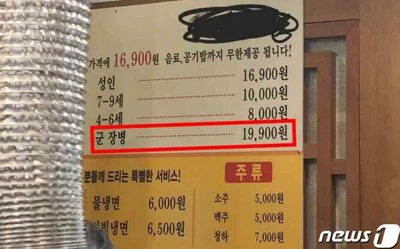 가격에 16,900원 음료,공기밥까지 무한제공 됩니다!
성인 16,900원
7-9세 10,000원
4-6세 8,000원
군 장병 19,900원
분들께 드리는 특별한 서비스!
물냉면 6,000원
빔냉면 6,500원
주류
소주 5,000원
맥주 5,000원
청하 7,000원
news1